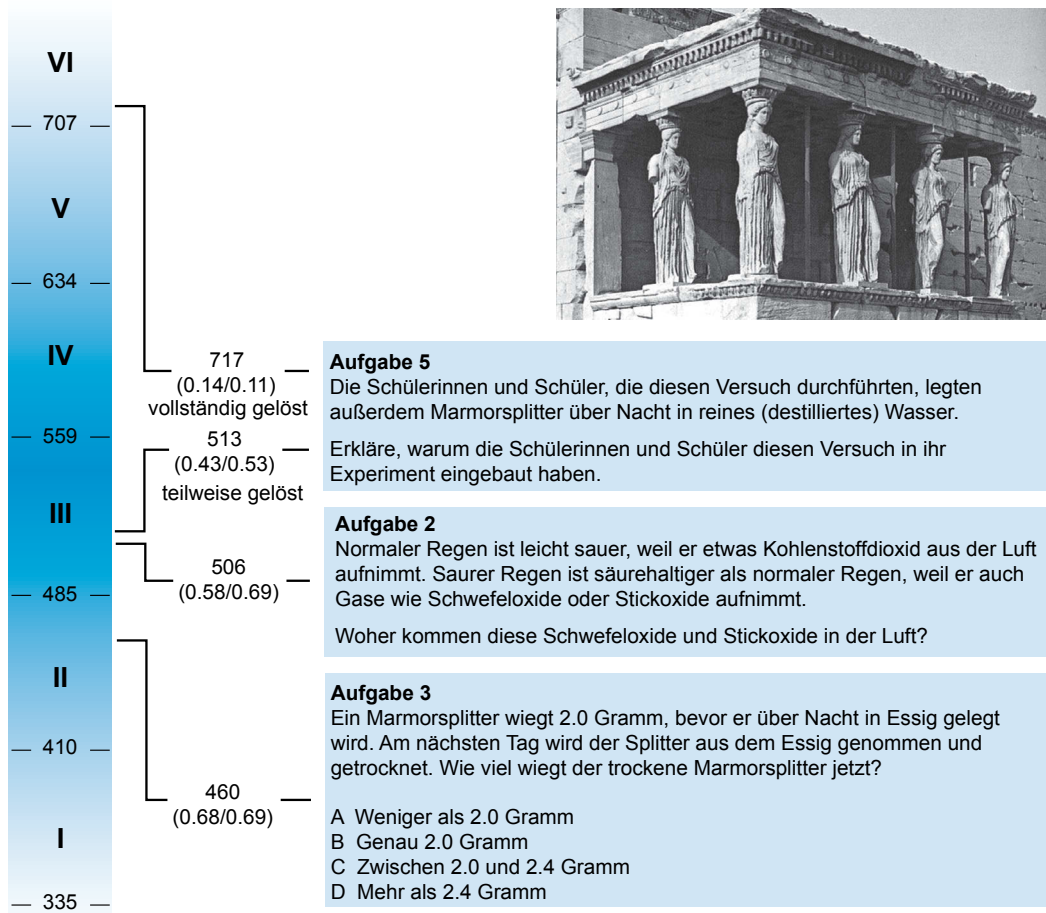 VI
— 707 —
V
— 634 —
IV
— 559 —
III
— 485 —
II
— 410 —
I
— 335 —
717
(0.14/0.11)
vollständig gelöst
513
(0.43/0.53)
teilweise gelöst
506
(0.58/0.69)
460
(0.68/0.69)
Aufgabe 5
Die Schülerinnen und Schüler, die diesen Versuch durchführten, legten
außerdem Marmorsplitter über Nacht in reines (destilliertes) Wasser.
Erkläre, warum die Schülerinnen und Schüler diesen Versuch in ihr
Experiment eingebaut haben.
Aufgabe 2
Normaler Regen ist leicht sauer, weil er etwas Kohlenstoffdioxid aus der Luft
aufnimmt. Saurer Regen ist säurehaltiger als normaler Regen, weil er auch
Gase wie Schwefeloxide oder Stickoxide aufnimmt.
Woher kommen diese Schwefeloxide und Stickoxide in der Luft?
Aufgabe 3
Ein Marmorsplitter wiegt 2.0 Gramm, bevor er über Nacht in Essig gelegt
wird. Am nächsten Tag wird der Splitter aus dem Essig genommen und
getrocknet. Wie viel wiegt der trockene Marmorsplitter jetzt?
A Weniger als 2.0 Gramm
B Genau 2.0 Gramm
C Zwischen 2.0 und 2.4 Gramm
D Mehr als 2.4 Gramm